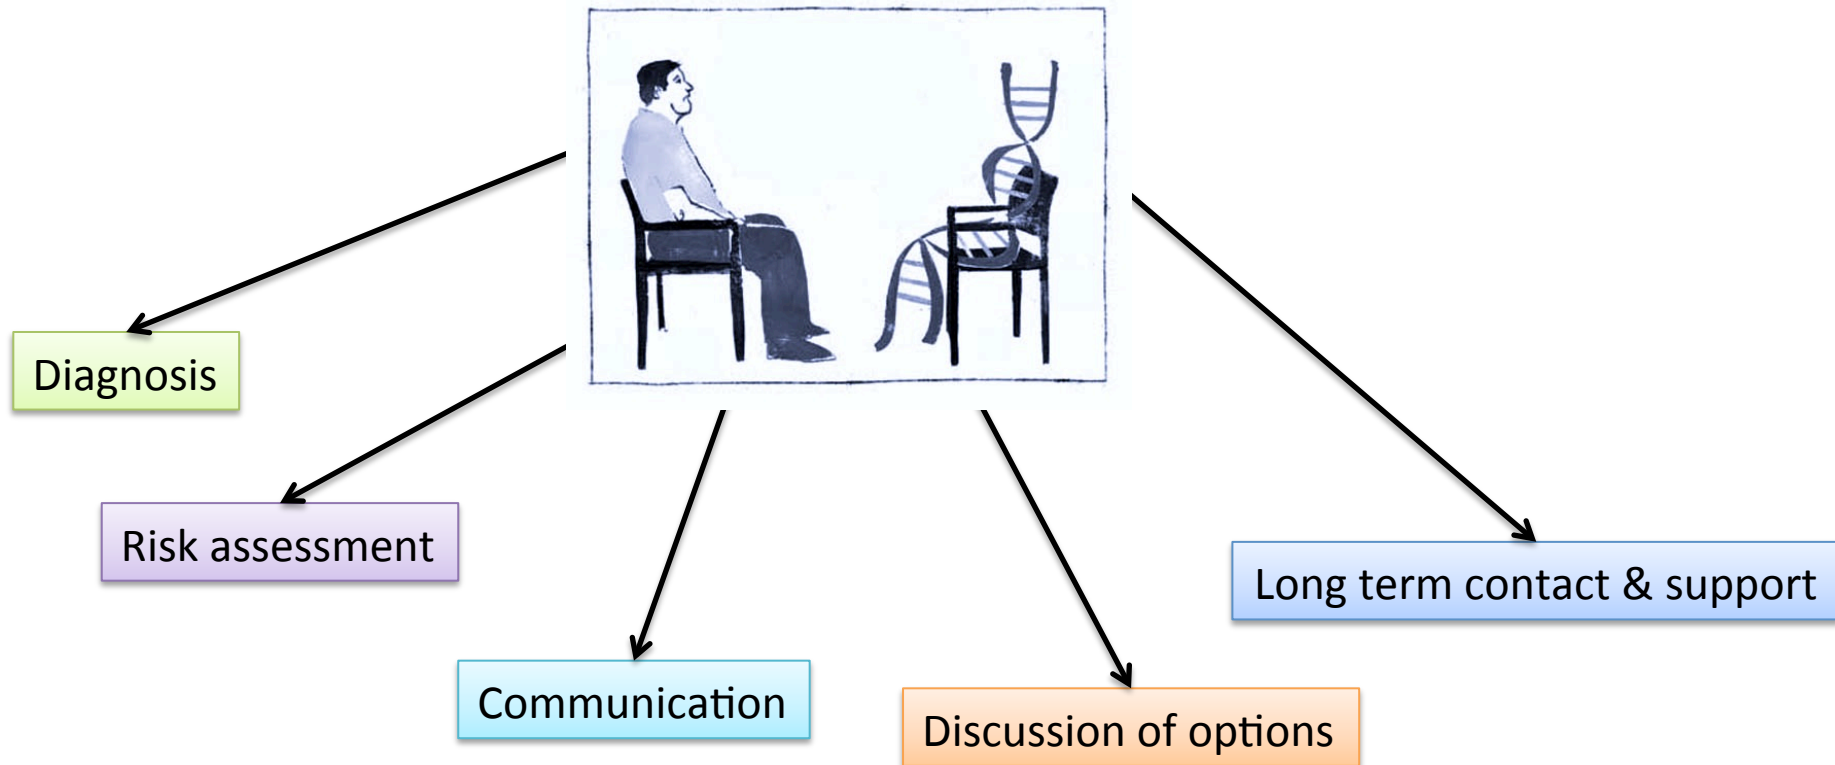 Diagnosis
Risk assessment
Communication
Discussion of options
Long term contact & support